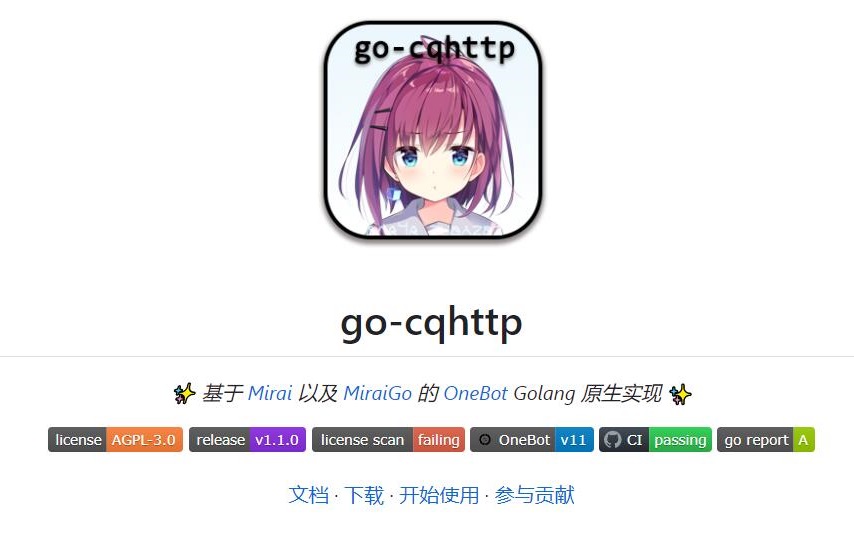 go-cqhttp
go-cqhttp
✨ 基于 Mirai 以及 MiraiGo 的 OneBot Golang 原生实现 ✨
license AGPL-3.0 release v1.1.0 license scan failing OneBot v11 CI passing go report A
文档 · 下载 · 开始使用 · 参与贡献